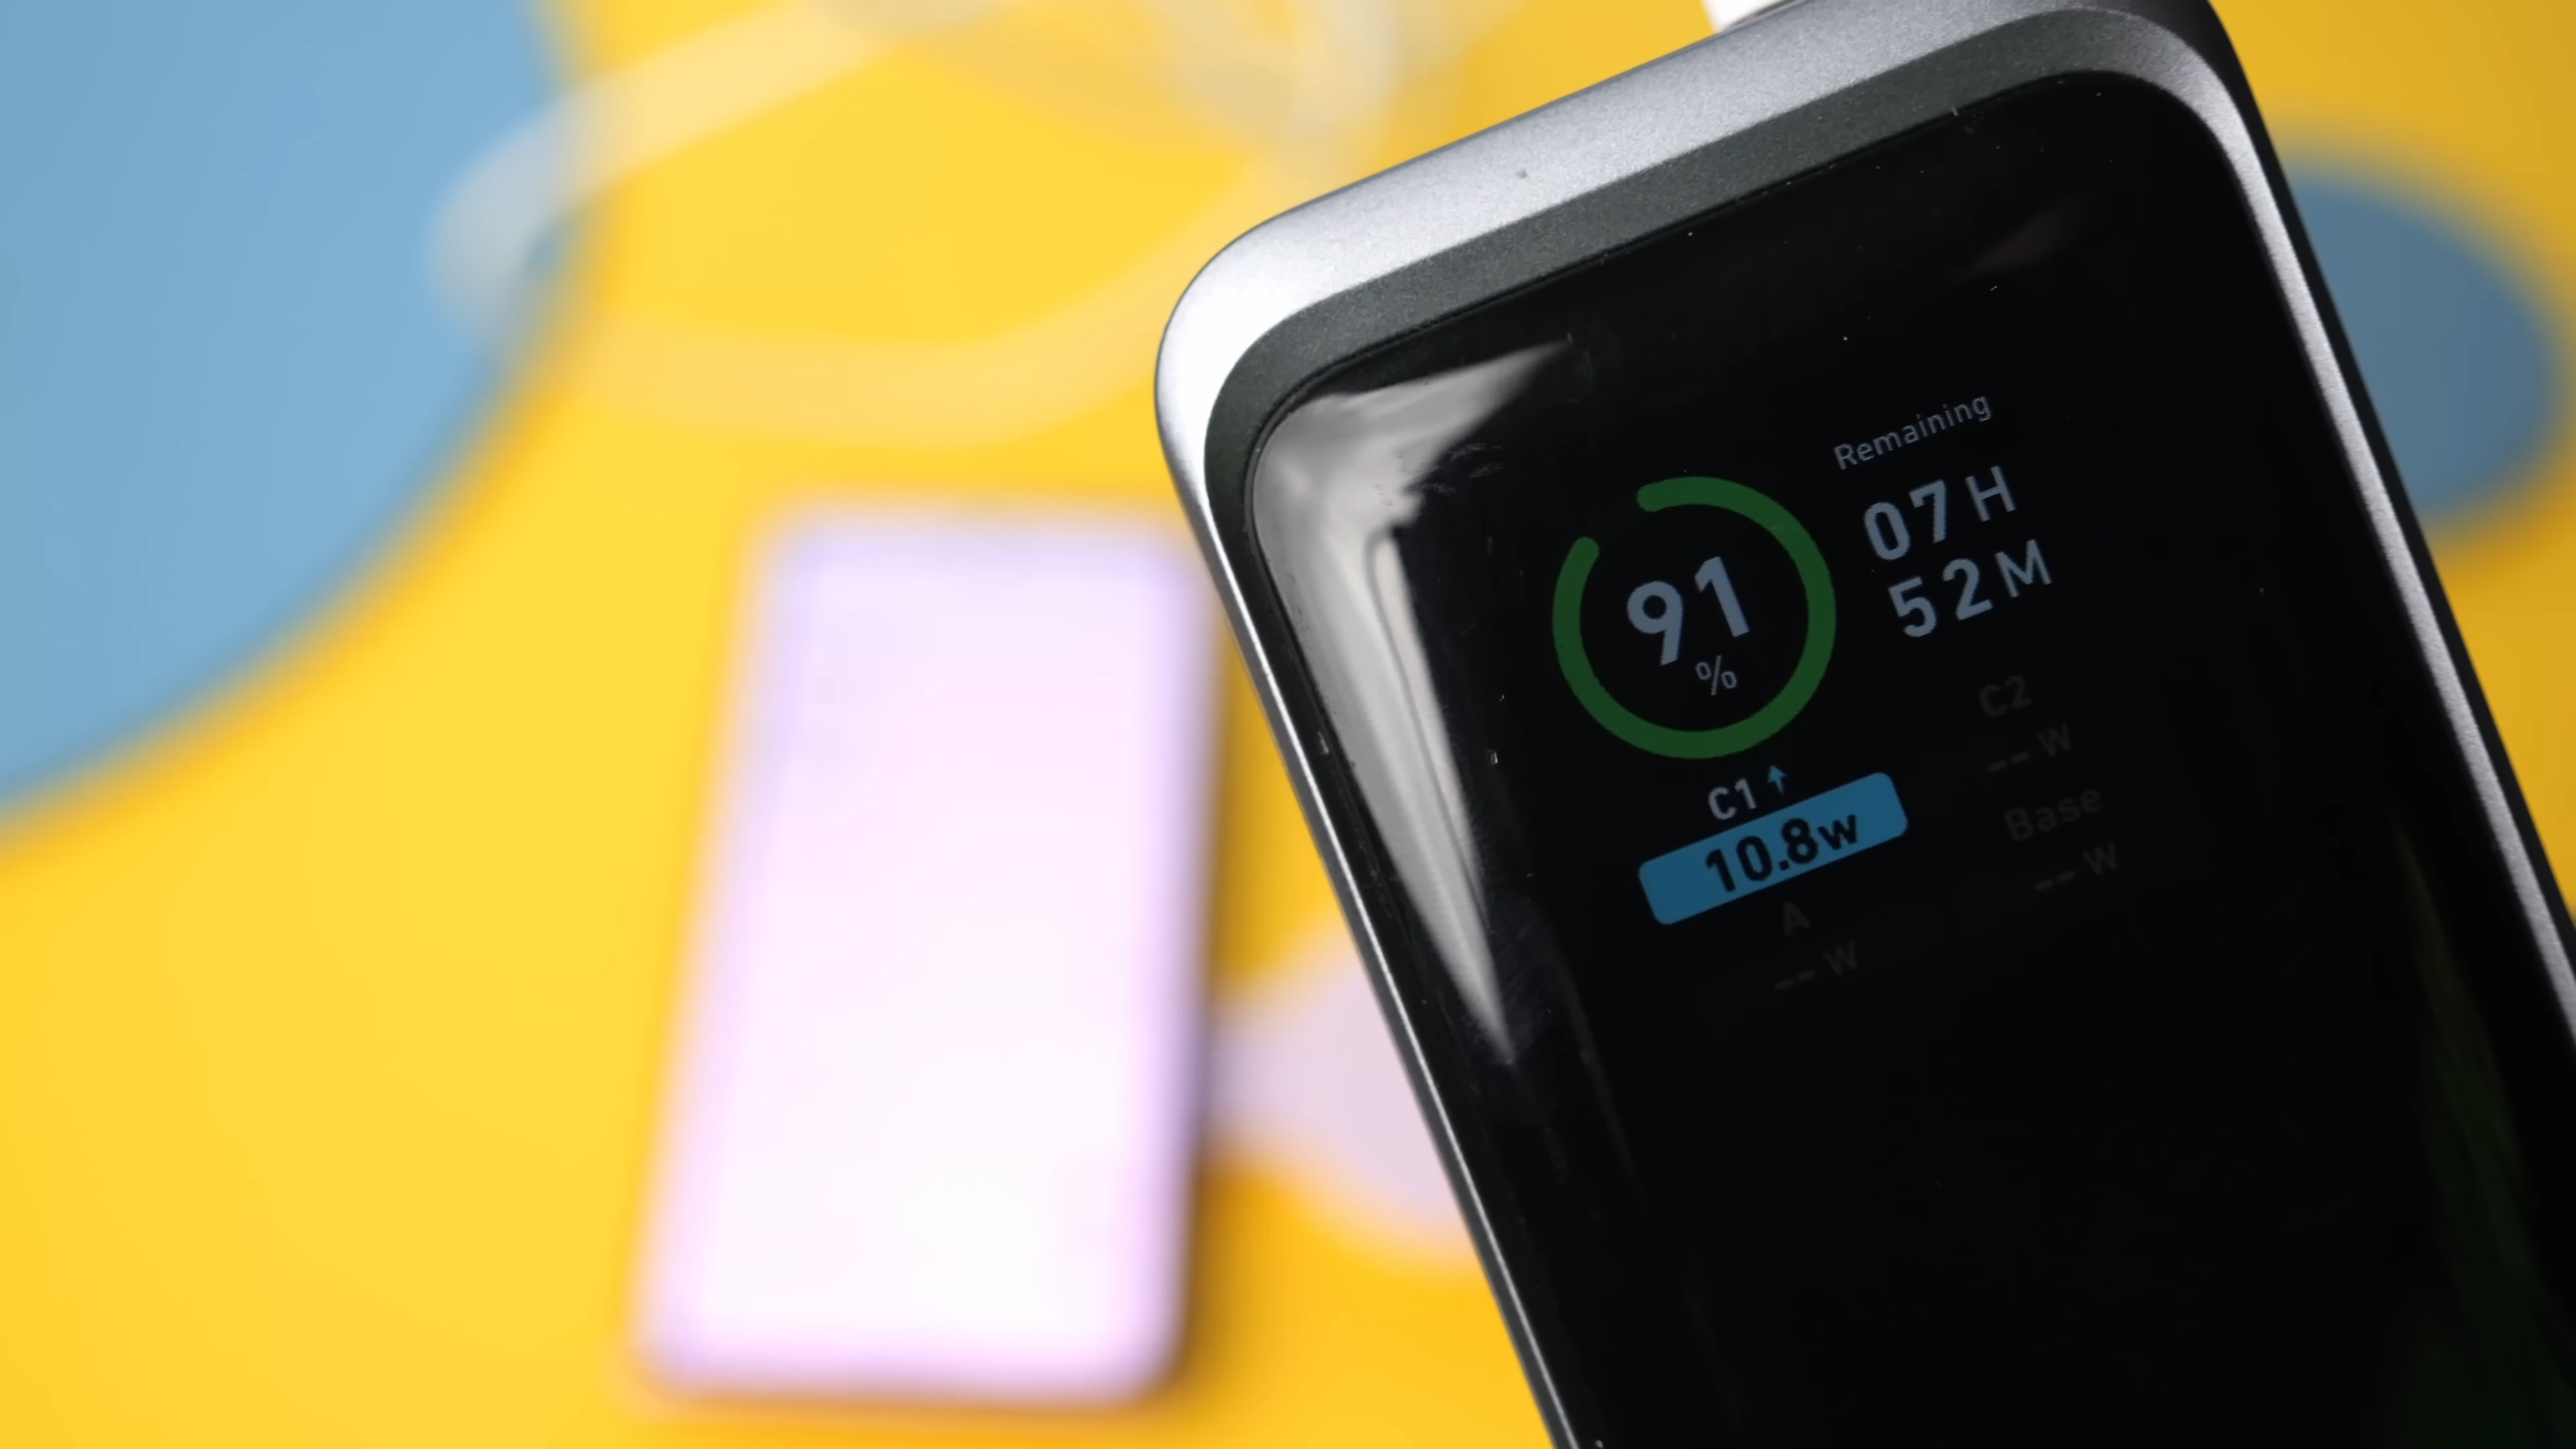 Remaining
07H
52M
91
%
C1↑
10.8w
C2
-- W
A
-- W
Base
-- W